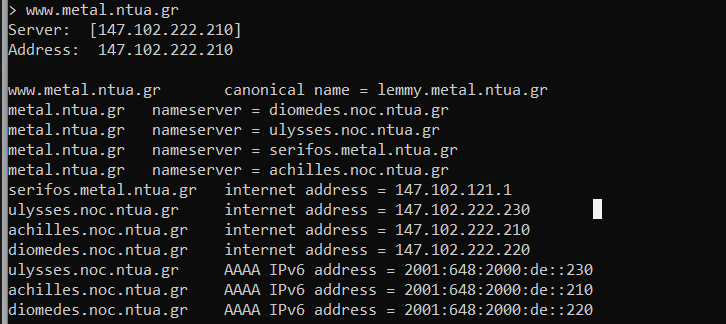 > www.metal.ntua.gr
Server:  [147.102.222.210]
Address:  147.102.222.210

www.metal.ntua.gr       canonical name = lemmy.metal.ntua.gr
metal.ntua.gr   nameserver = diomedes.noc.ntua.gr
metal.ntua.gr   nameserver = ulysses.noc.ntua.gr
metal.ntua.gr   nameserver = serifos.metal.ntua.gr
metal.ntua.gr   nameserver = achilles.noc.ntua.gr
serifos.metal.ntua.gr   internet address = 147.102.121.1
ulysses.noc.ntua.gr     internet address = 147.102.222.230
achilles.noc.ntua.gr    internet address = 147.102.222.210
diomedes.noc.ntua.gr    internet address = 147.102.222.220
ulysses.noc.ntua.gr     AAAA IPv6 address = 2001:648:2000:de::230
achilles.noc.ntua.gr    AAAA IPv6 address = 2001:648:2000:de::210
diomedes.noc.ntua.gr    AAAA IPv6 address = 2001:648:2000:de::220